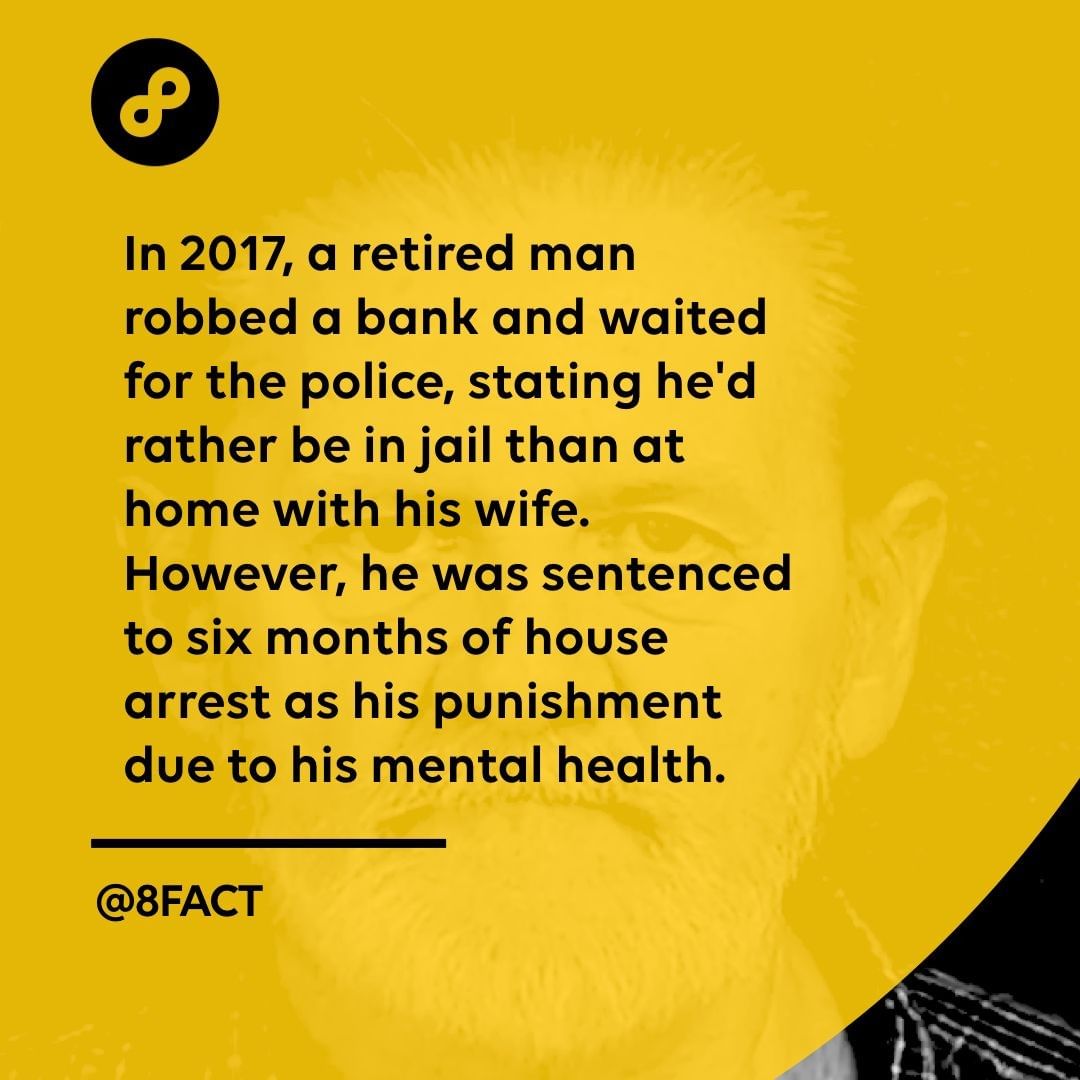 In 2017, a retired man
robbed a bank and waited
for the police, stating he'd
rather be in jail than at
home with his wife.
However, he was sentenced
to six months of house
arrest as his punishment
due to his mental health.
@8FACT